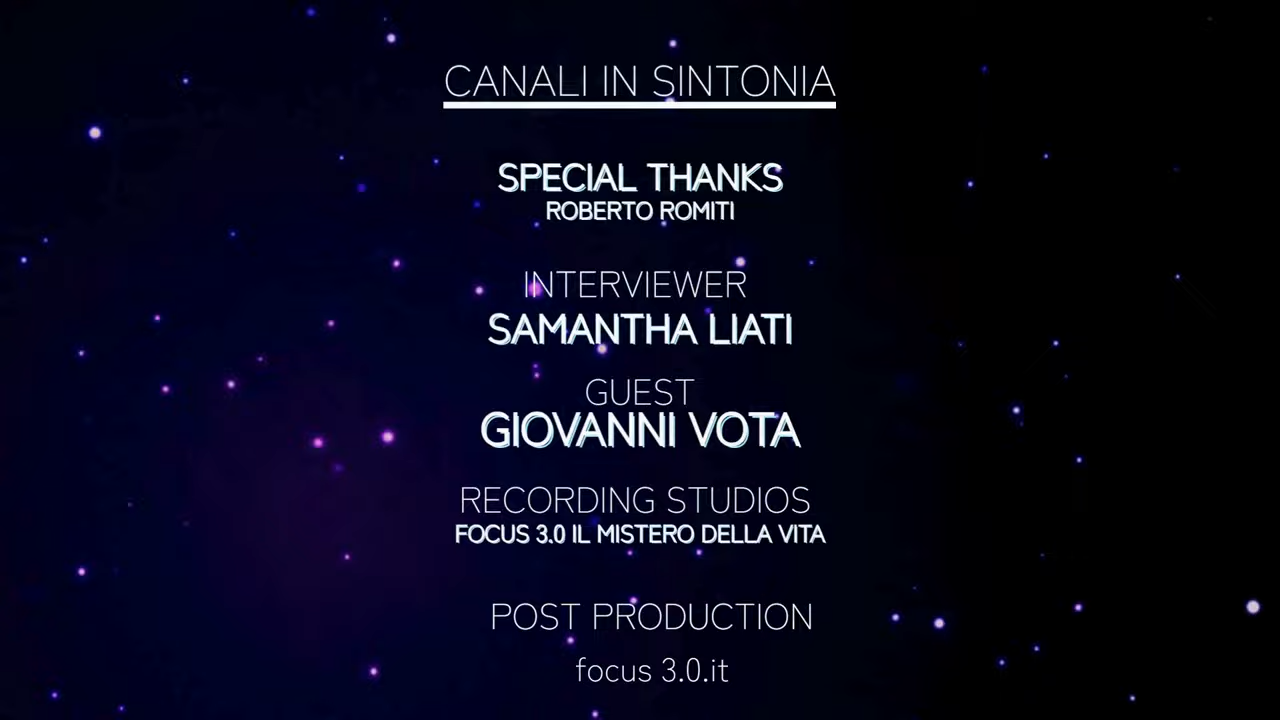 CANALI IN SINTONIA
SPECIAL THANKS
ROBERTO ROMITI
INTERVIEWER
SAMANTHA LIATI
GUEST
GIOVANNI VOTA
RECORDING STUDIOS
FOCUS 3.0 IL MISTERO DELLA VITA
POST PRODUCTION
focus 3.0.it